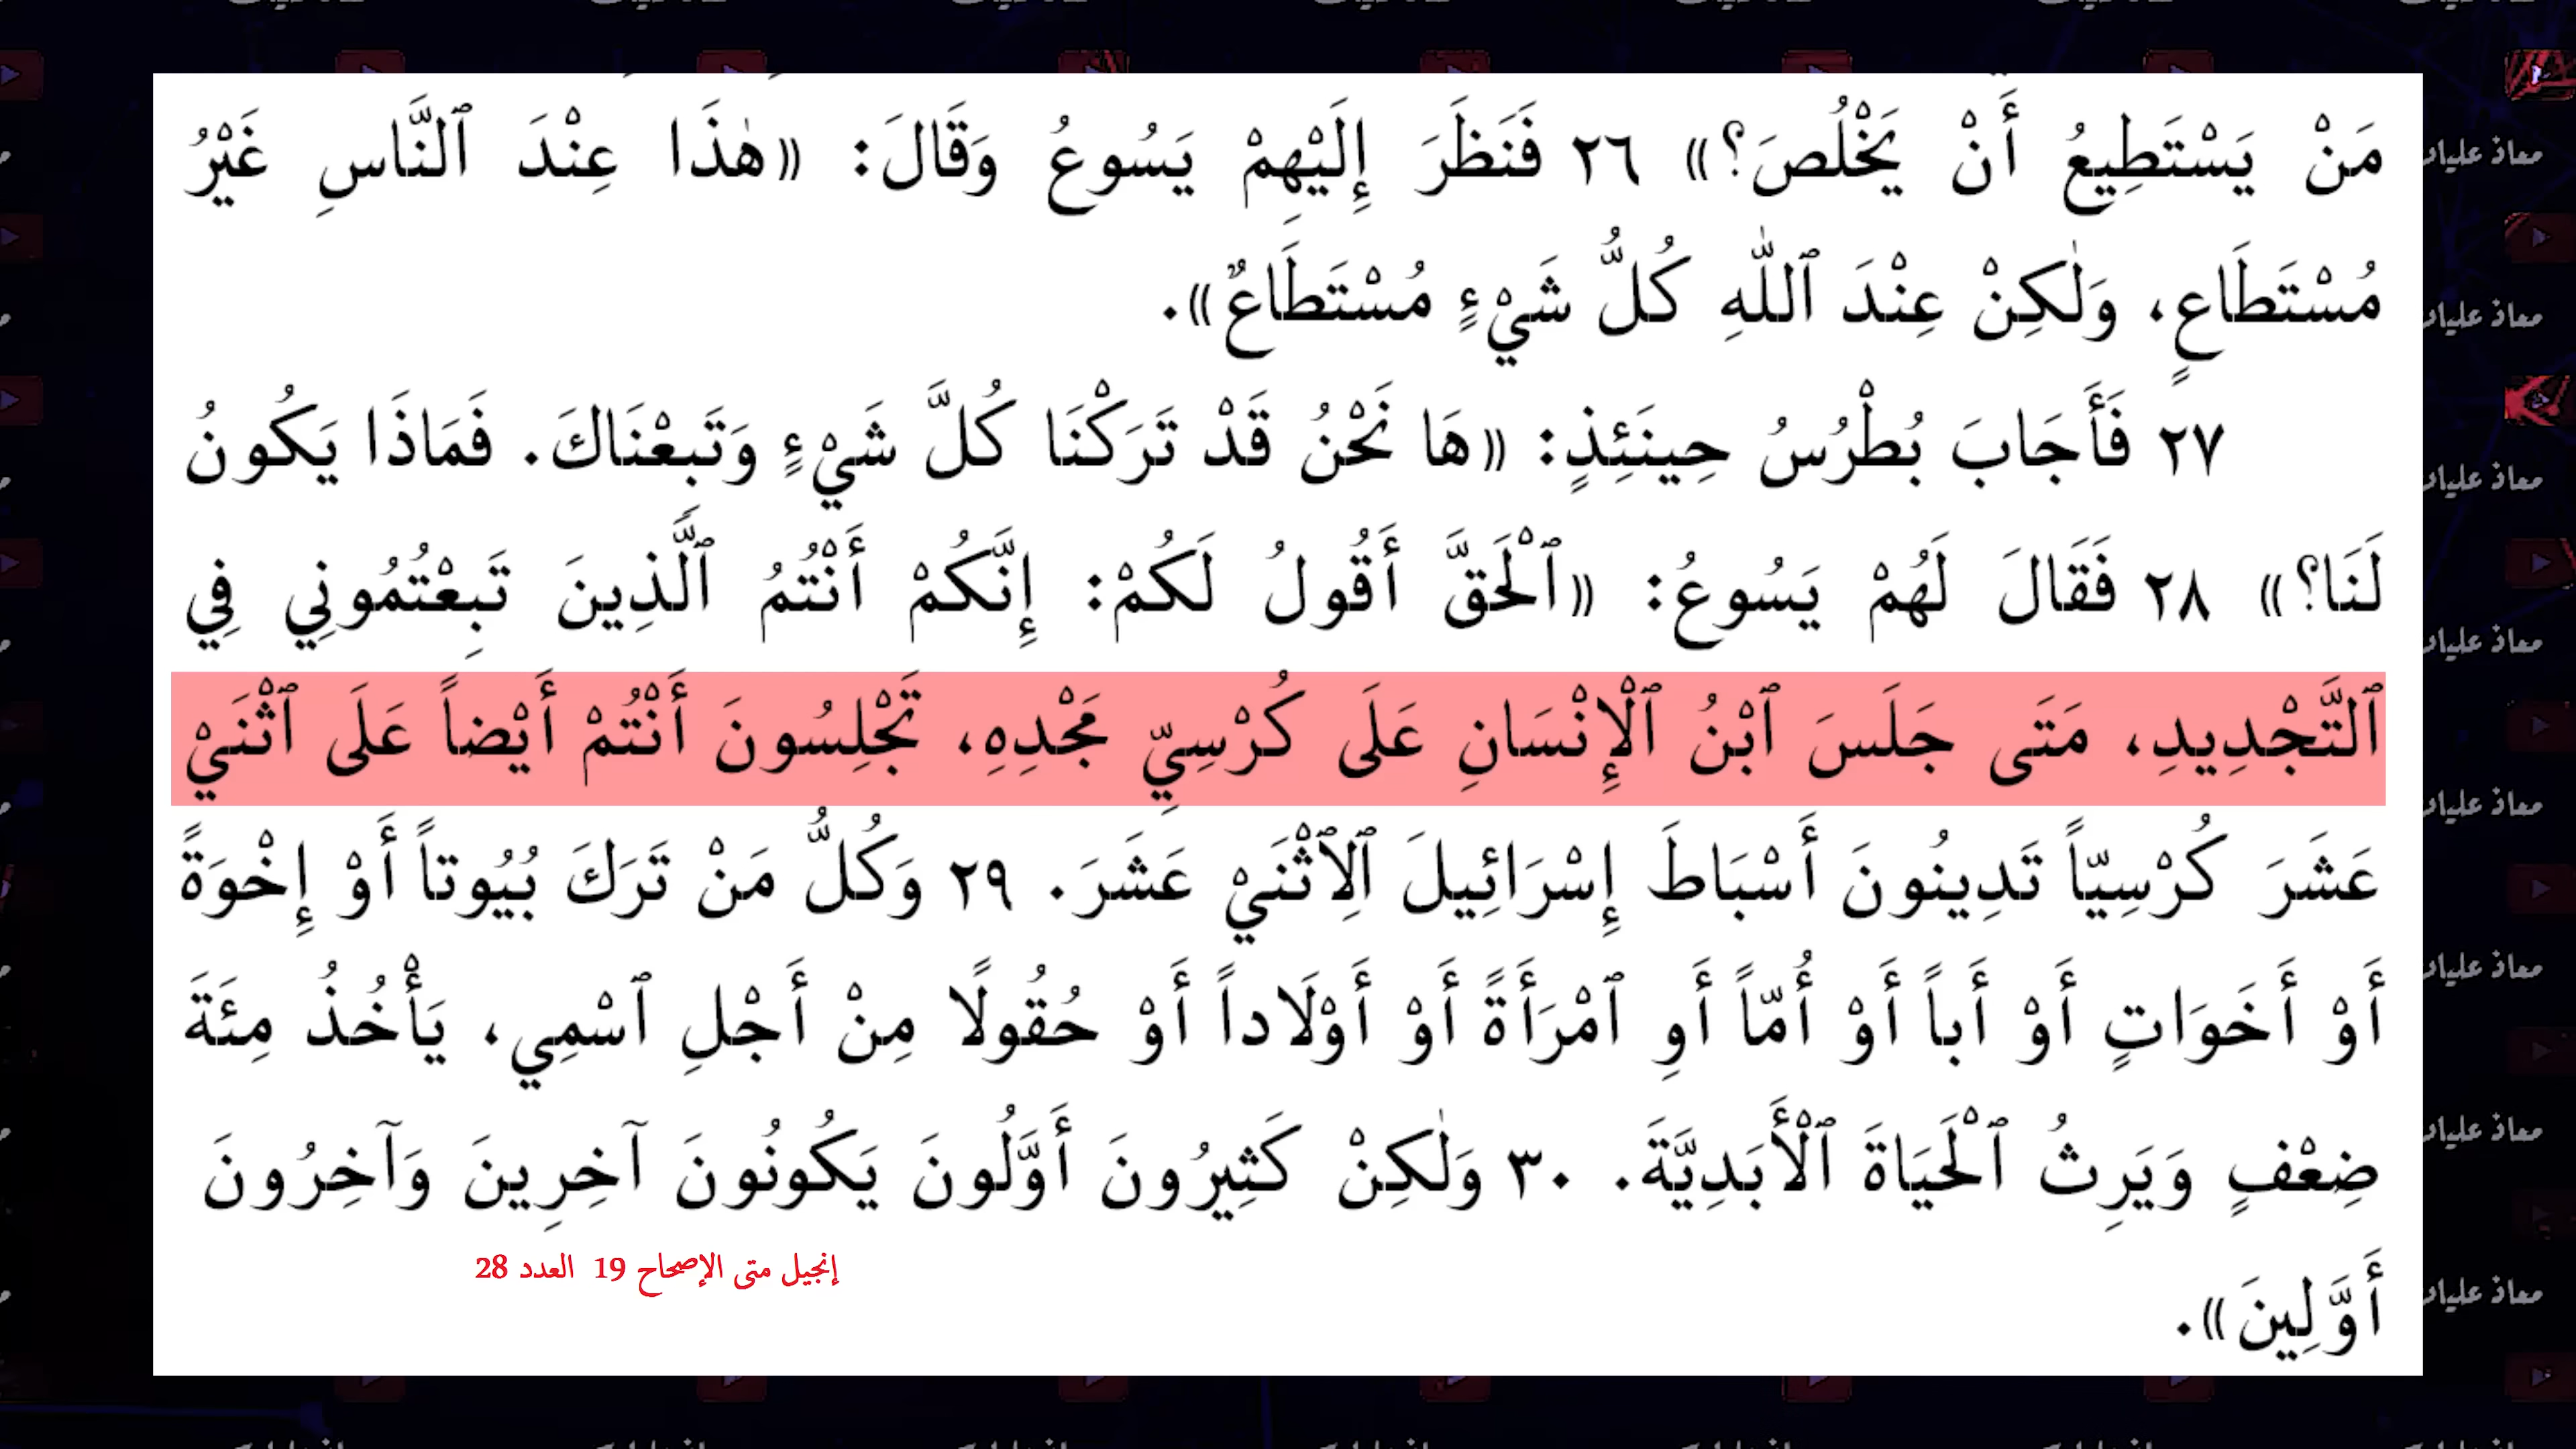 مَنْ يَسْتَطِيعُ أَنْ يَخْلُصَ؟» ٢٦ فَنَظَرَ إِلَيْهِمْ يَسُوعُ وَقَالَ: «هٰذَا عِنْدَ ٱلنَّاسِ غَيْرُ
مُسْتَطَاعٍ، وَلٰكِنْ عِنْدَ ٱللّٰهِ كُلُّ شَيْءٍ مُسْتَطَاعٌ».
٢٧ فَأَجَابَ بُطْرُسُ حِينَئِذٍ: «هَا نَحْنُ قَدْ تَرَكْنَا كُلَّ شَيْءٍ وَتَبِعْنَاكَ. فَمَاذَا يَكُونُ
لَنَا؟» ٢٨ فَقَالَ لَهُمْ يَسُوعُ: «ٱلْحَقَّ أَقُولُ لَكُمْ: إِنَّكُمْ أَنْتُمُ ٱلَّذِينَ تَبِعْتُمُونِي فِي
ٱلتَّجْدِيدِ، مَتَى جَلَسَ ٱبْنُ ٱلْإِنْسَانِ عَلَى كُرْسِيِّ مَجْدِهِ، تَجْلِسُونَ أَنْتُمْ أَيْضاً عَلَى ٱثْنَيْ
عَشَرَ كُرْسِيّاً تَدِينُونَ أَسْبَاطَ إِسْرَائِيلَ ٱلِٱثْنَيْ عَشَرَ. ٢٩ وَكُلُّ مَنْ تَرَكَ بُيُوتاً أَوْ إِخْوَةً
أَوْ أَخَوَاتٍ أَوْ أَباً أَوْ أُمّاً أَوِ ٱمْرَأَةً أَوْ أَوْلَاداً أَوْ حُقُولًا مِنْ أَجْلِ ٱسْمِي، يَأْخُذُ مِئَةَ
ضِعْفٍ وَيَرِثُ ٱلْحَيَاةَ ٱلْأَبَدِيَّةَ. ٣٠ وَلٰكِنْ كَثِيرُونَ أَوَّلُونَ يَكُونُونَ آخِرِينَ وَآخِرُونَ
أَوَّلِينَ».
إنجيل متى الإصحاح 19 العدد 28